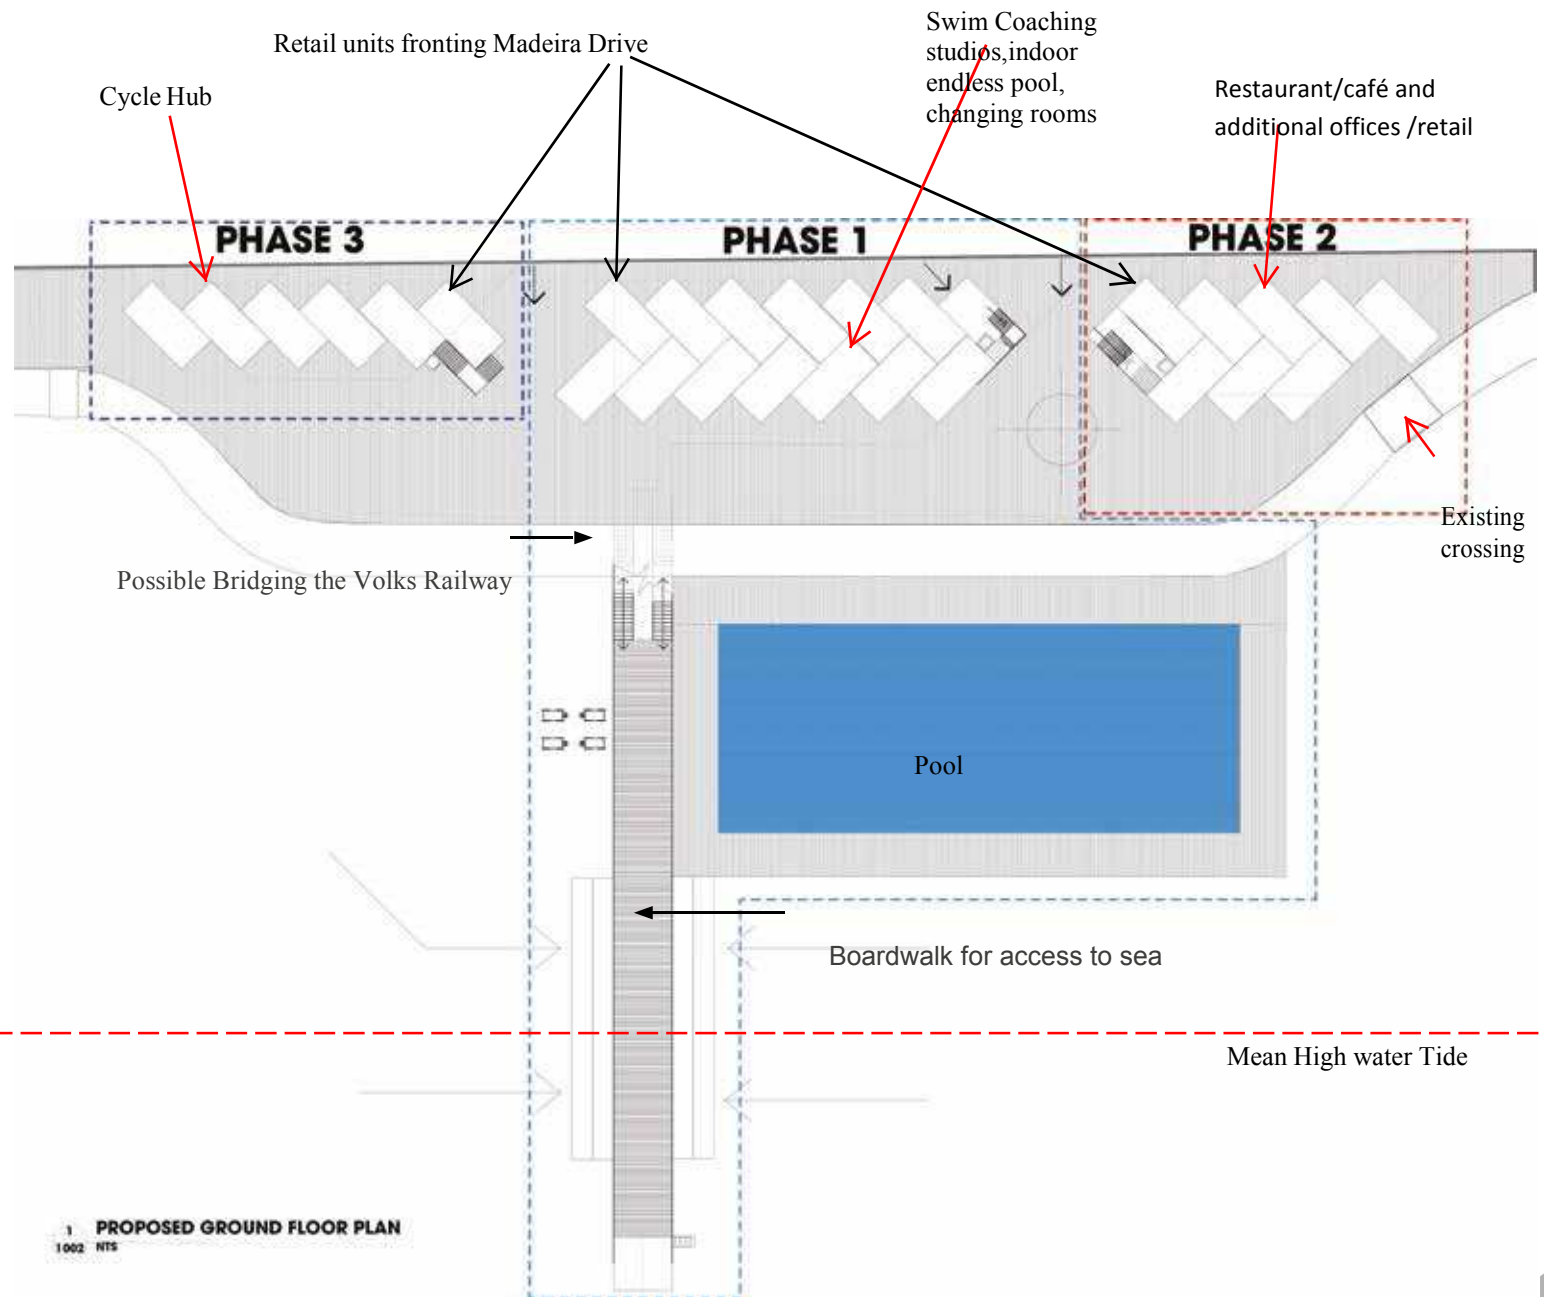 Swim Coaching
studios,indoor
endless pool,
changing rooms
Retail units fronting Madeira Drive
Cycle Hub
Restaurant/café and
additional offices /retail
PHASE 3
PHASE 1
PHASE 2
Existing
crossing
Possible Bridging the Volks Railway
Pool
Boardwalk for access to sea
Mean High water Tide
1 PROPOSED GROUND FLOOR PLAN
1002 NTS